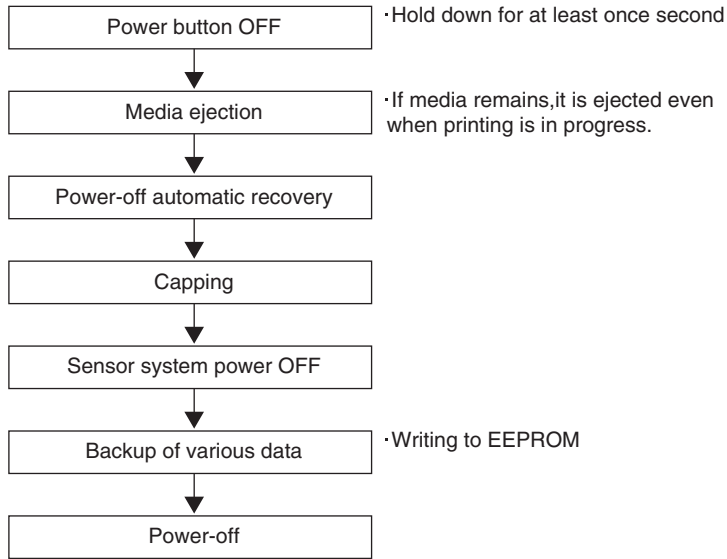 Power button OFF
·Hold down for at least once second
Media ejection
·If media remains,it is ejected even
when printing is in progress.
Power-off automatic recovery
Capping
Sensor system power OFF
Backup of various data
·Writing to EEPROM
Power-off